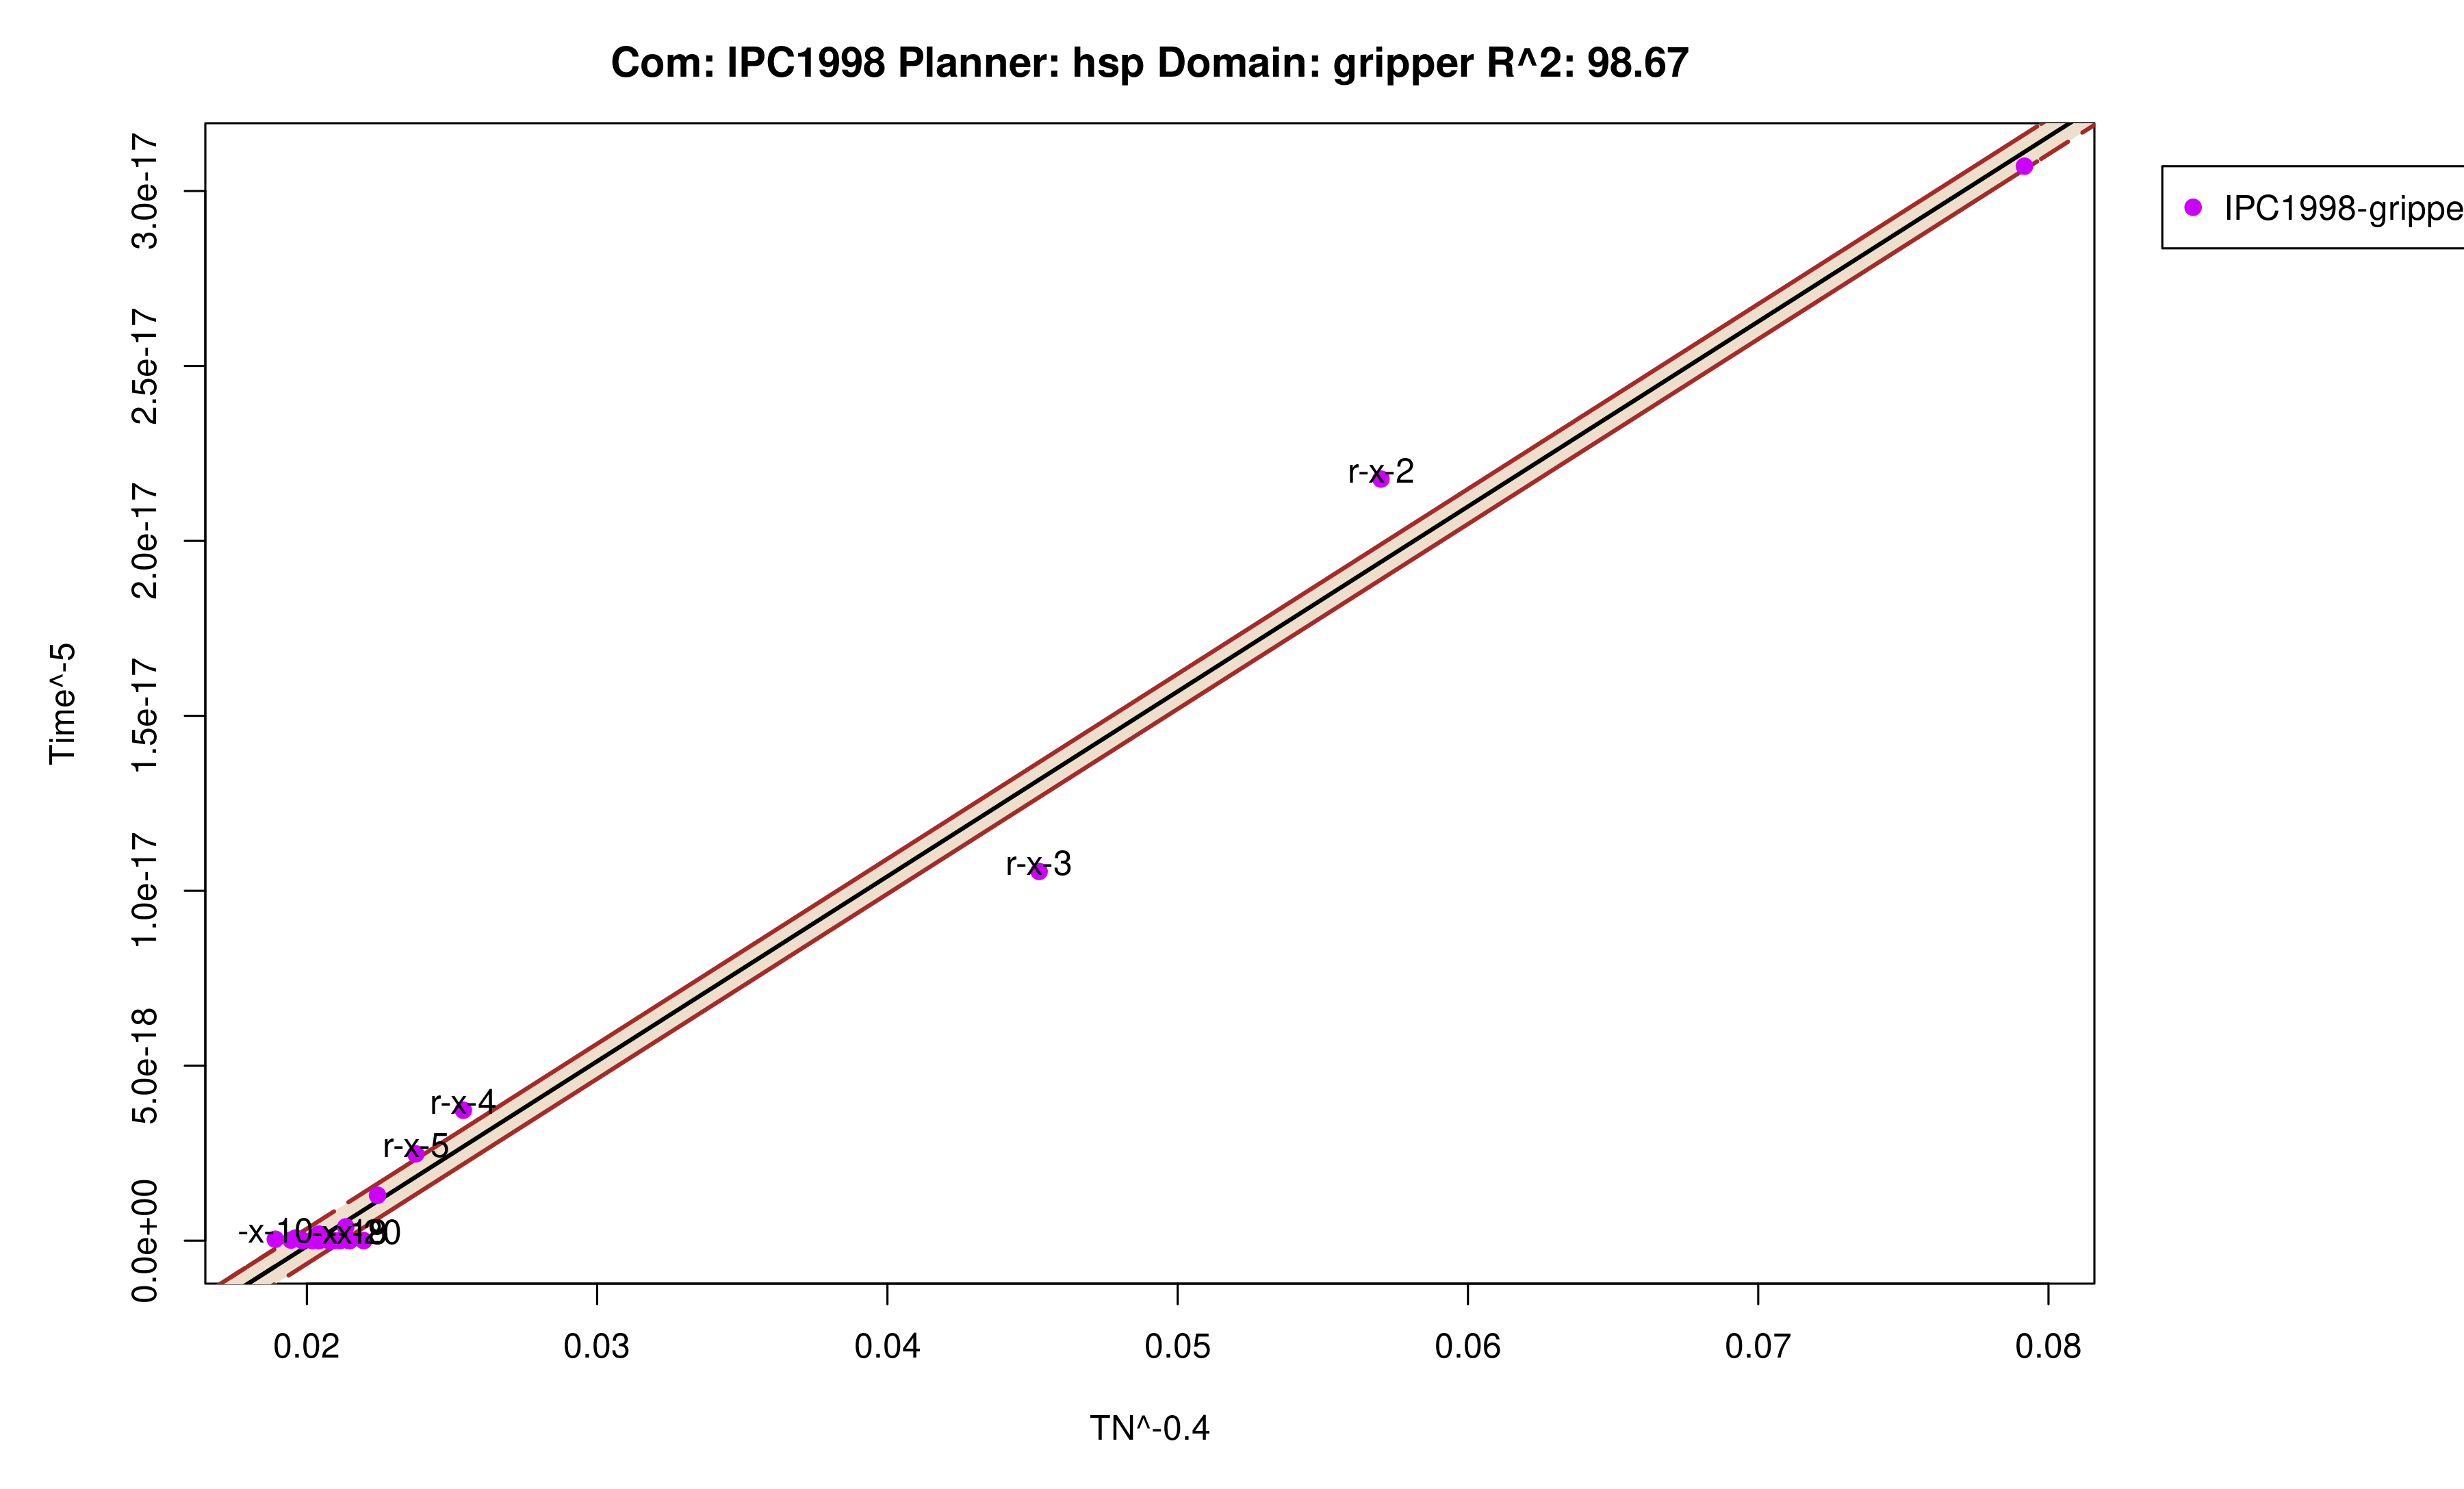 Com: IPC1998 Planner: hsp Domain: gripper R^2: 98.67
3.0e-17
2.5e-17
2.0e-17
1.5e-17
1.0e-17
5.0e-18
0.0e+00
Time^-5
IPC1998-grippe
r-x-2
r-x-3
r-x-4
r-x-5
-x-10
0.02
0.03
0.04
0.05
0.06
0.07
0.08
TN^-0.4